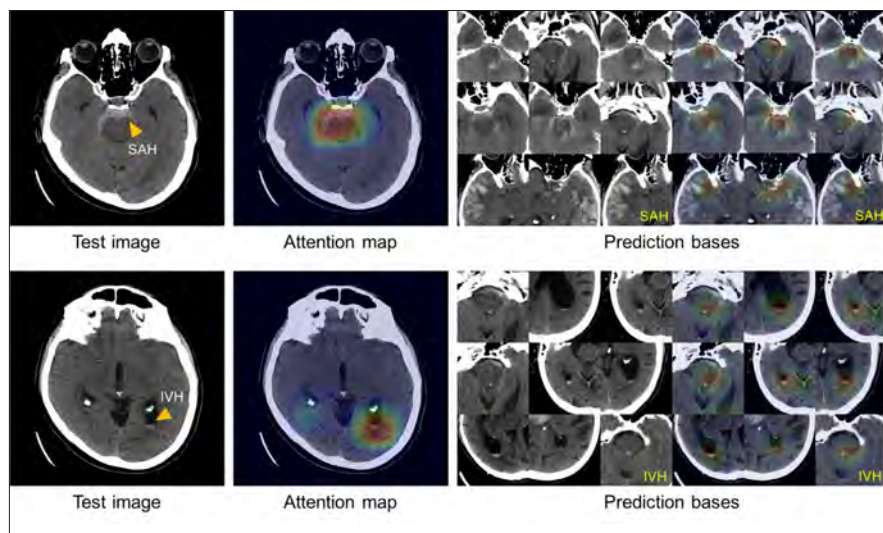 SAH
SAH
SAH
Test image
Attention map
Prediction bases
IVH
IVH
IVH
Test image
Attention map
Prediction bases